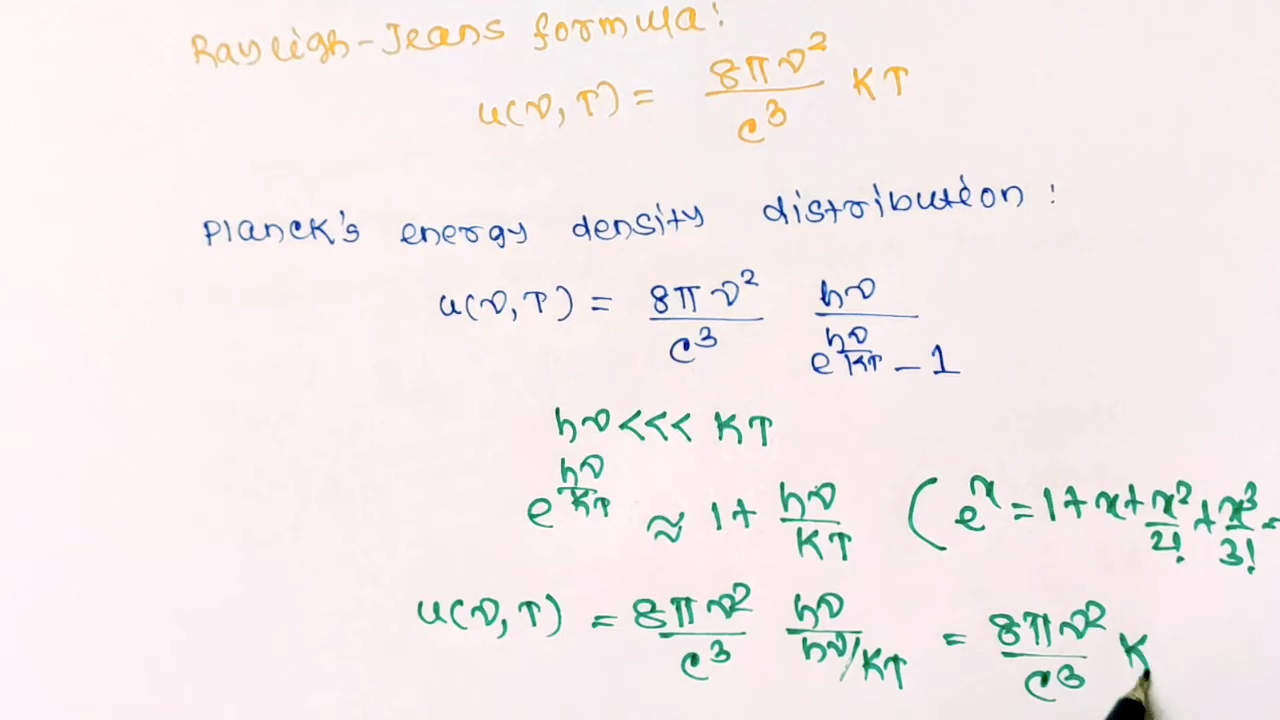 Rayleigh-Jeans formula:
u(ν,T) = 8πν²/c³ KT
Planck's energy density distribution:
u(ν,T) = 8πν²/c³ hν/(e^(hν/KT) - 1)
hν <<< KT
e^(hν/KT) ≈ 1 + hν/KT (e^x = 1 + x + x²/2! + x³/3! -
u(ν,T) = 8πν²/c³ hν/(hν/KT) = 8πν²/c³ K